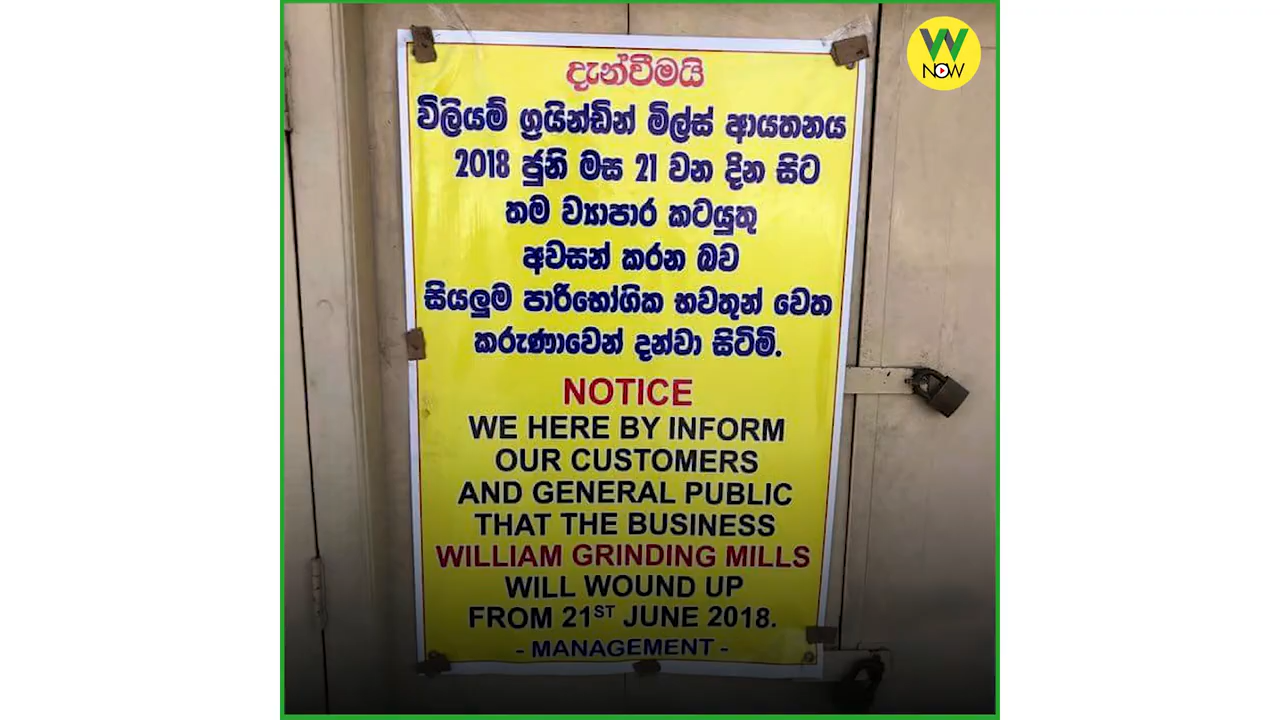 W
NOW
දැන්වීමයි
විලියම් ග්‍රයින්ඩින් මිල්ස් ආයතනය
2018 ජුනි මස 21 වන දින සිට
තම ව්‍යාපාර කටයුතු
අවසන් කරන බව
සියලුම පාරිභෝගික භවතුන් වෙත
කරුණාවෙන් දන්වා සිටිමි.
NOTICE
WE HERE BY INFORM
OUR CUSTOMERS
AND GENERAL PUBLIC
THAT THE BUSINESS
WILLIAM GRINDING MILLS
WILL WOUND UP
FROM 21ST JUNE 2018.
- MANAGEMENT -